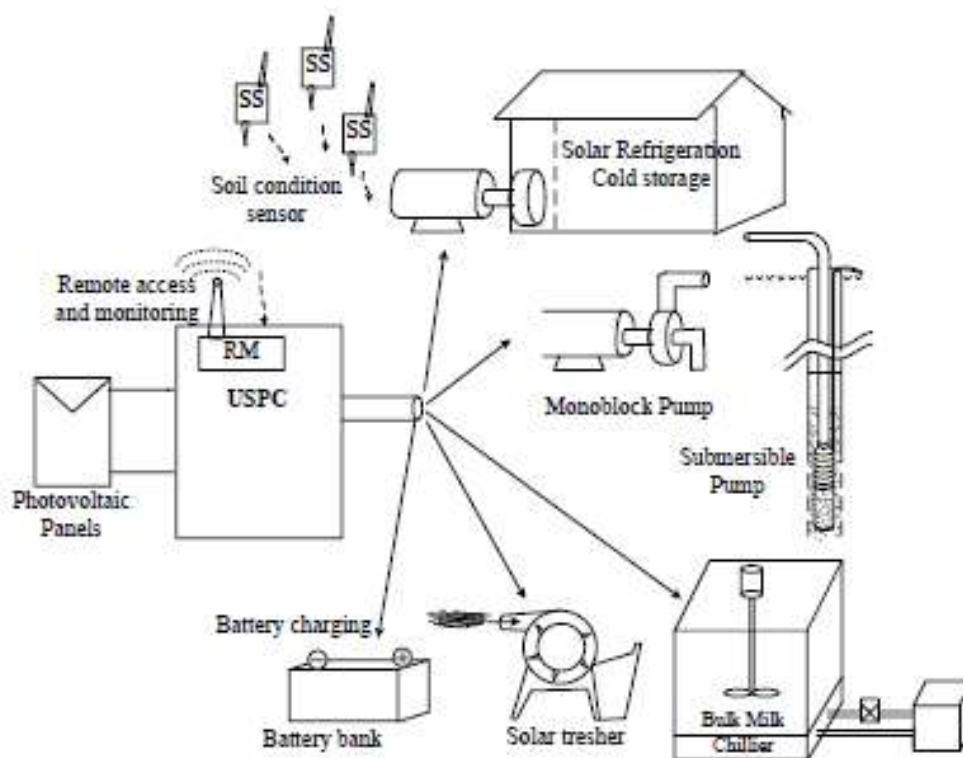 SS
SS
SS
Soil condition
sensor
Solar Refrigeration
Cold storage
Remote access
and monitoring
RM
USPC
Photovoltaic
Panels
Monoblock Pump
Submersible
Pump
Battery charging
Battery bank
Solar tresher
Bulk Milk
Chillier